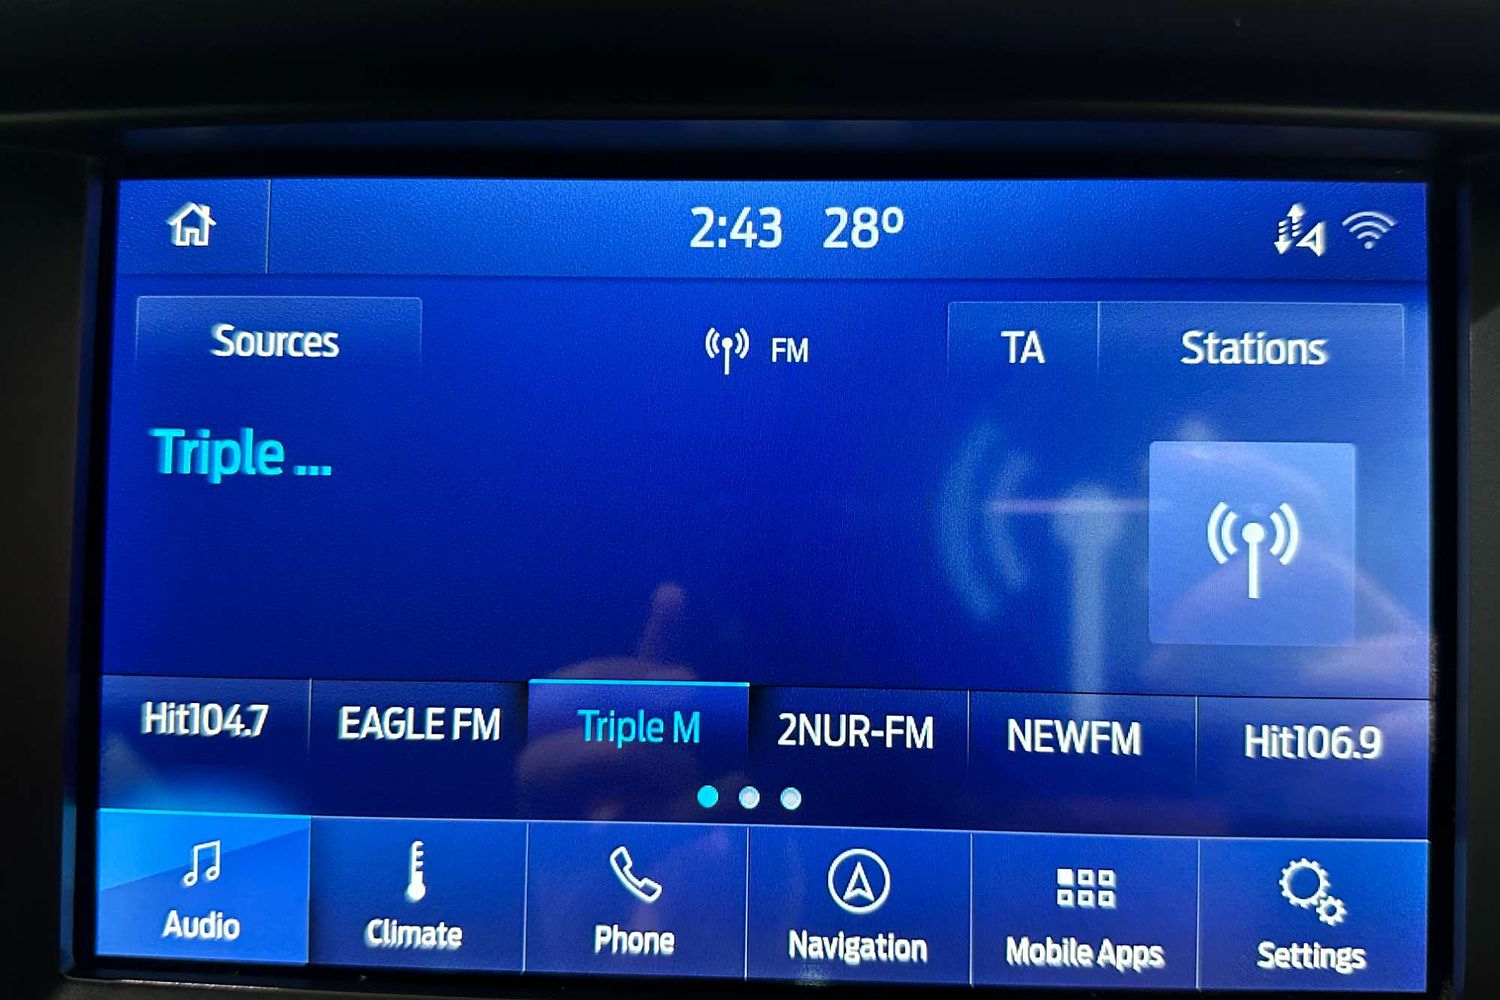 2:43 28º
Sources FM TA Stations
Triple ...
Hit104.7 EAGLE FM Triple M 2NUR-FM NEWFM Hit106.9
Audio Climate Phone Navigation Mobile Apps Settings